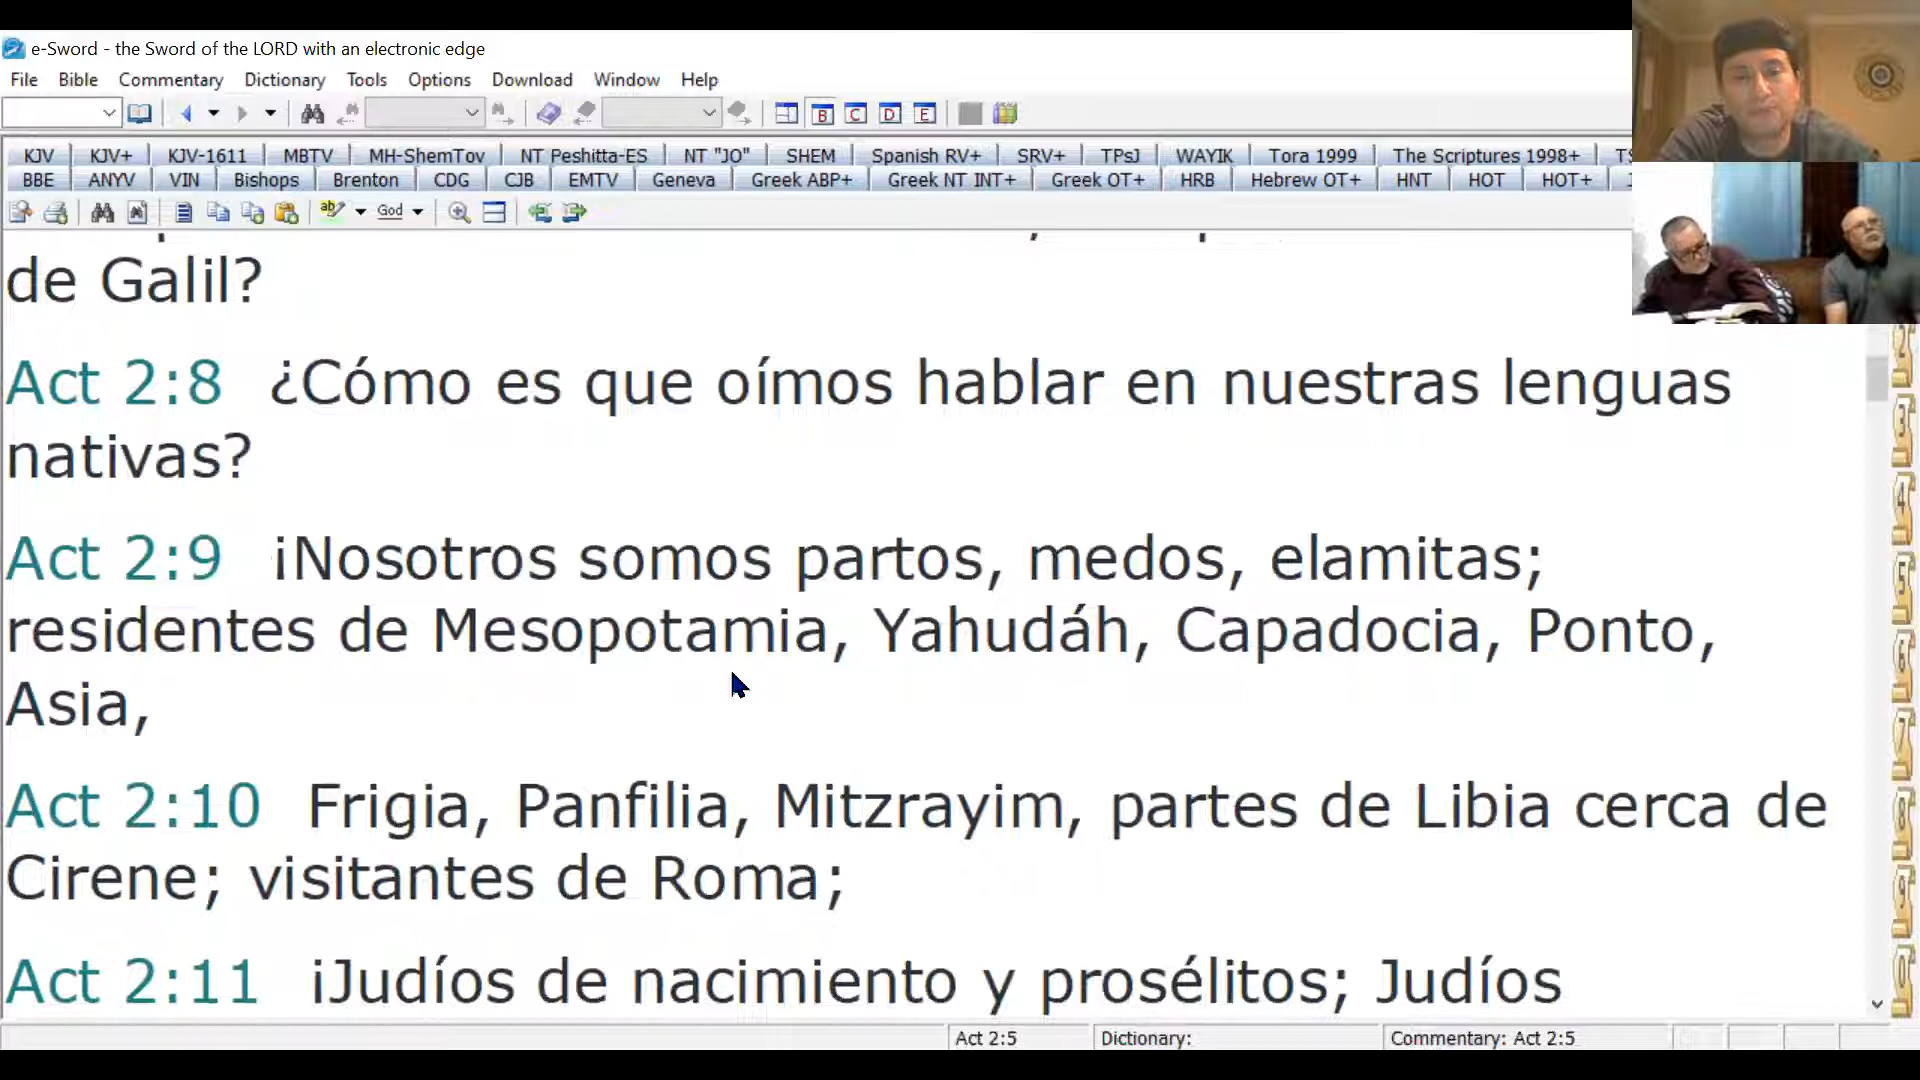 e-Sword - the Sword of the LORD with an electronic edge
File Bible Commentary Dictionary Tools Options Download Window Help
B C D E
KJV KJV+ KJV-1611 MBTV MH-ShemTov NT Peshitta-ES NT "JO" SHEM Spanish RV+ SRV+ TPsJ WAYIK Tora 1999 The Scriptures 1998+
BBE ANYV VIN Bishops Brenton CDG CJB EMTV Geneva Greek ABP+ Greek NT INT+ Greek OT+ HRB Hebrew OT+ HNT HOT HOT+
God
de Galil?
Act 2:8 ¿Cómo es que oímos hablar en nuestras lenguas
nativas?
Act 2:9 ¡Nosotros somos partos, medos, elamitas;
residentes de Mesopotamia, Yahudáh, Capadocia, Ponto,
Asia,
Act 2:10 Frigia, Panfilia, Mitzrayim, partes de Libia cerca de
Cirene; visitantes de Roma;
Act 2:11 ¡Judíos de nacimiento y prosélitos; Judíos
Act 2:5 Dictionary: Commentary: Act 2:5